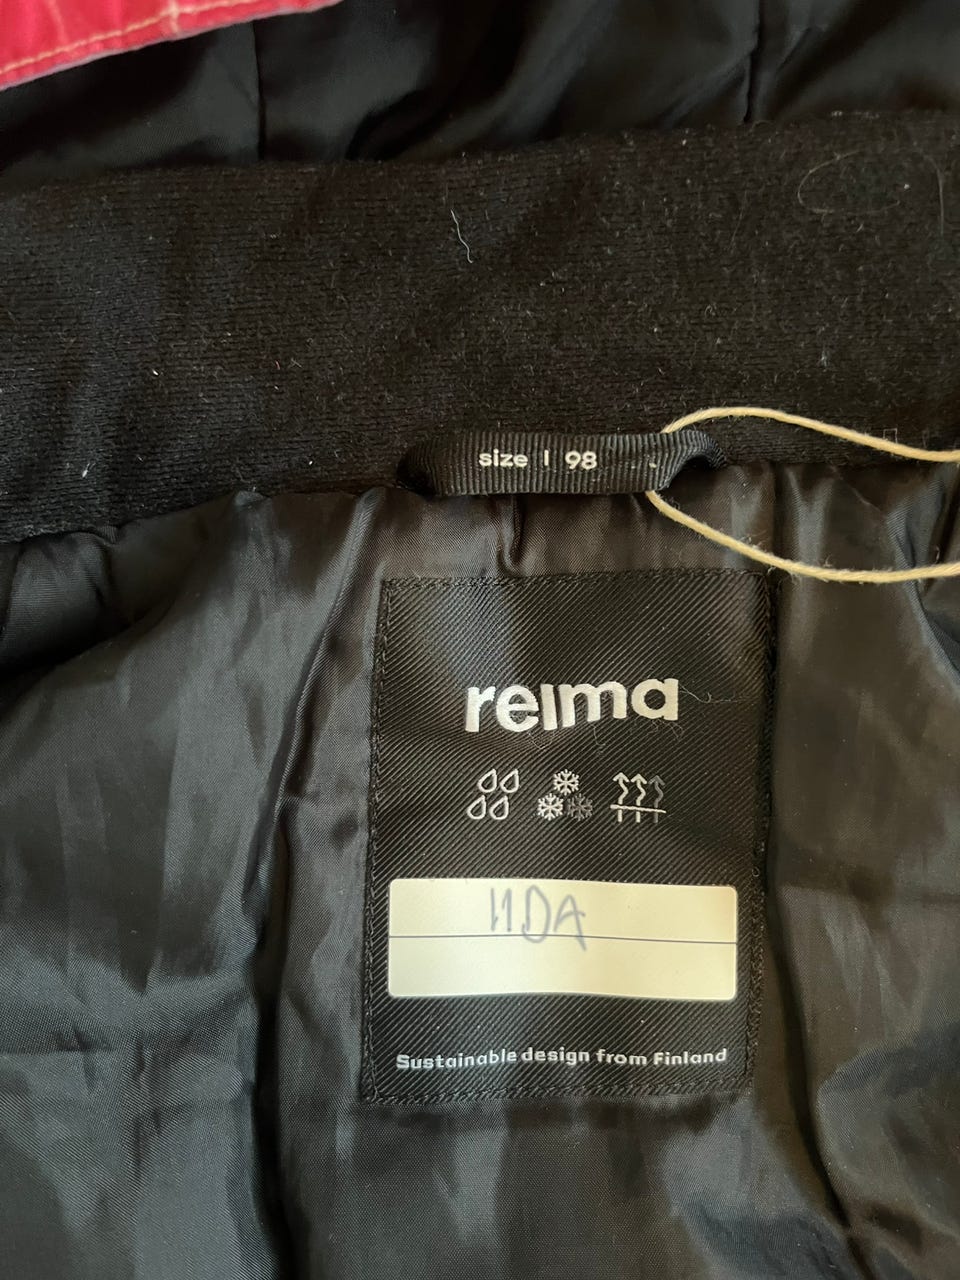 size | 98
reima
IIDA
Sustainable design from Finland